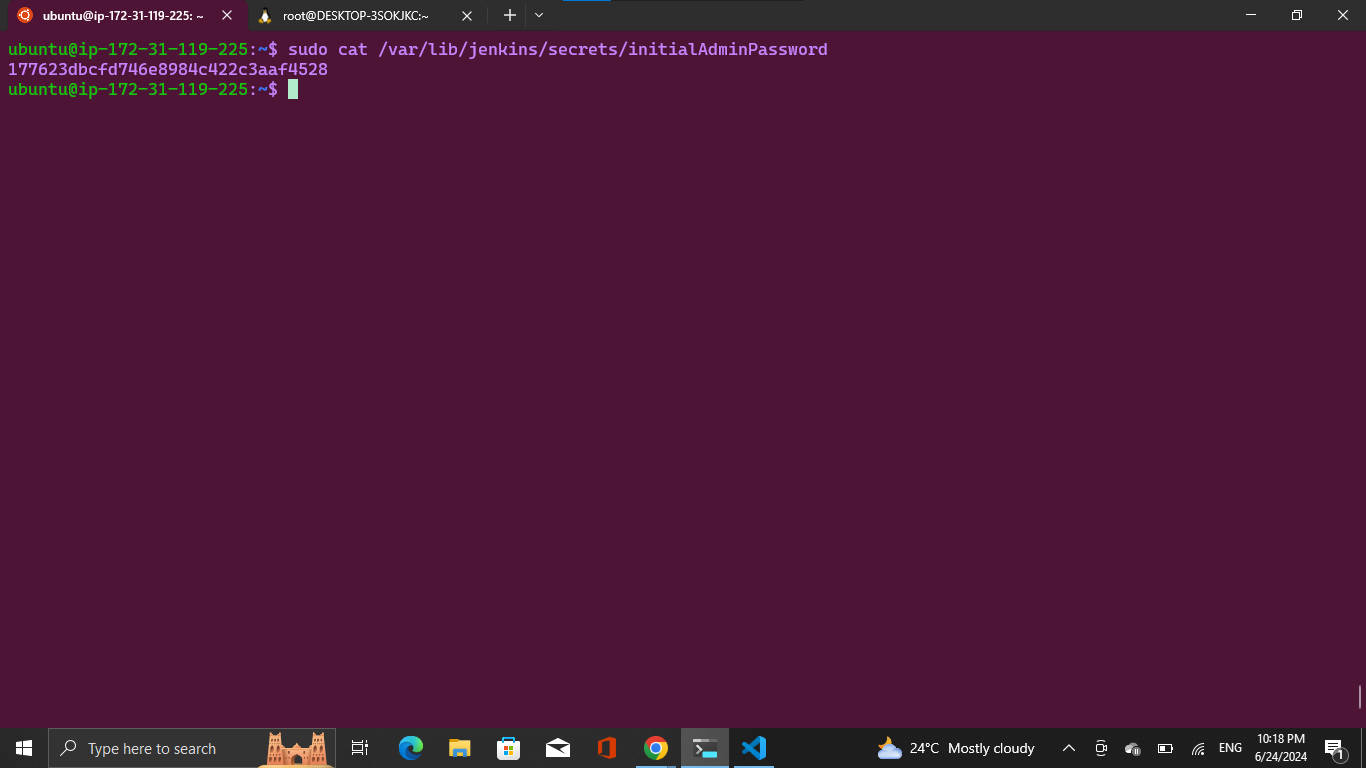 ubuntu@ip-172-31-119-225: ~
root@DESKTOP-3SOKJKC:~
ubuntu@ip-172-31-119-225:~$ sudo cat /var/lib/jenkins/secrets/initialAdminPassword
177623dbcfd746e8984c422c3aaf4528
ubuntu@ip-172-31-119-225:~$
Type here to search
24°C Mostly cloudy
ENG
10:18 PM
6/24/2024
1